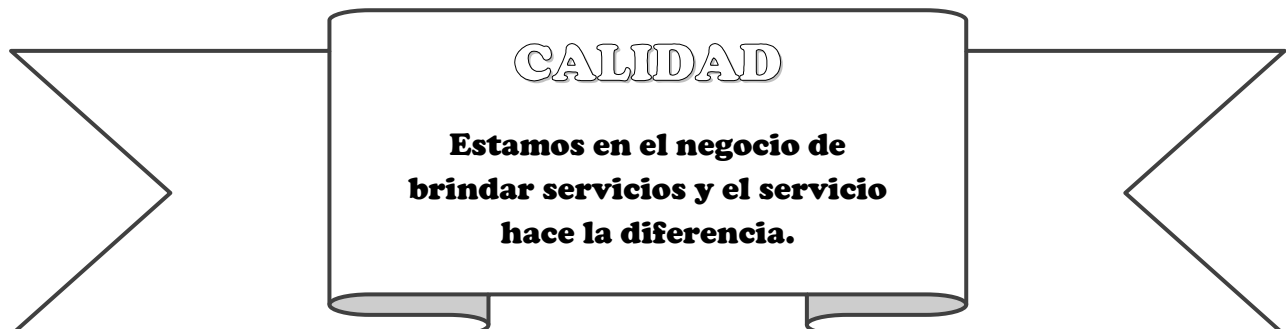 CALIDAD
Estamos en el negocio de
brindar servicios y el servicio
hace la diferencia.